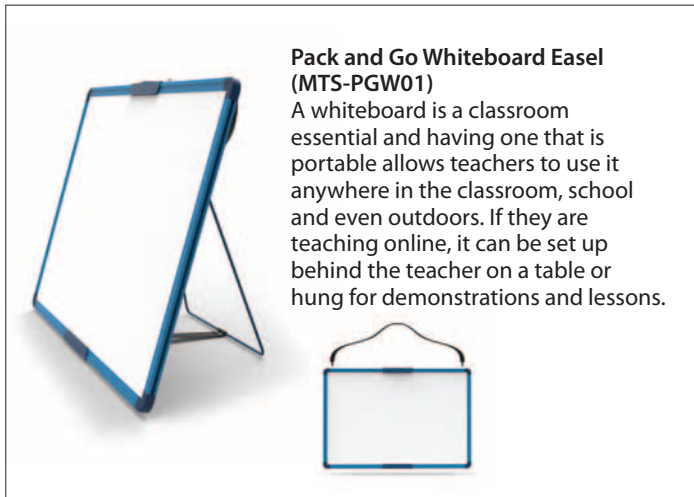 Pack and Go Whiteboard Easel
(MTS-PGW01)
A whiteboard is a classroom
essential and having one that is
portable allows teachers to use it
anywhere in the classroom, school
and even outdoors. If they are
teaching online, it can be set up
behind the teacher on a table or
hung for demonstrations and lessons.